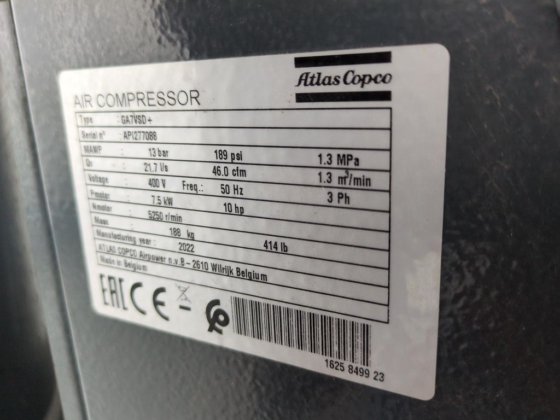 Atlas Copco
AIR COMPRESSOR
Type : GA7VSD+
Serial n° : API277088
MAWP : 13 bar 189 psi 1.3 MPa
Qv : 21.7 l/s 46.0 cfm 1.3 m³/min
Voltage : 400 V Freq.: 50 Hz 3 Ph
Pmotor : 7.5 kW 10 hp
Nmotor : 5250 r/min
Mass : 188 kg 414 lb
Manufacturing year : 2022
ATLAS COPCO Airpower n.v B-2610 Wilrijk Belgium
Made in Belgium
EAC CE
1625 8499 23